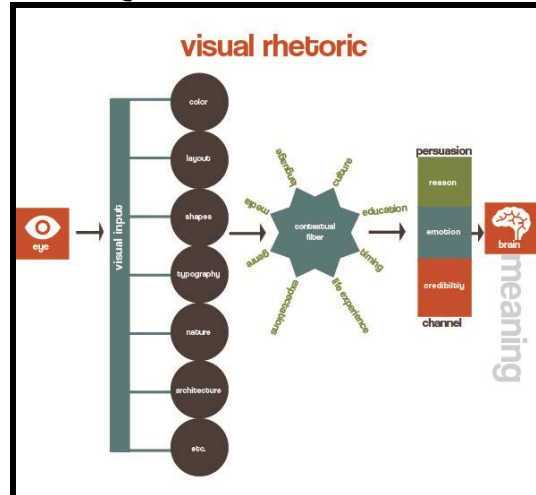 visual rhetoric
eye
visual input
color
layout
shapes
typography
nature
architecture
etc.
language
culture
media
education
contextual
filter
genre
timing
expectations
life experience
persuasion
reason
emotion
credibiltiy
channel
brain
meaning